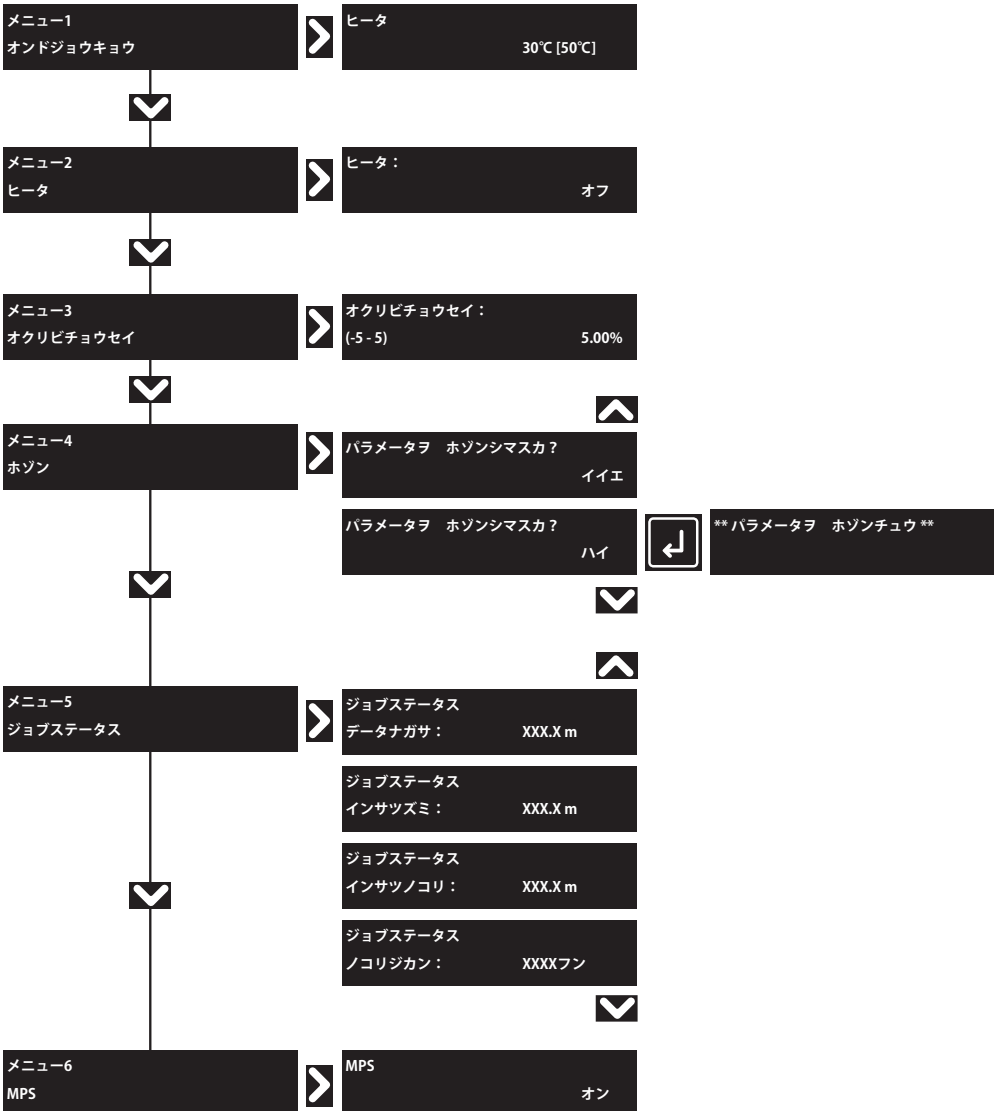 メニュー1
オンドジョウキョウ
ヒータ
30℃ [50℃]
メニュー2
ヒータ
ヒータ：
オフ
メニュー3
オクリビチョウセイ
オクリビチョウセイ：
(-5 - 5) 5.00%
メニュー4
ホゾン
パラメータヲ　ホゾンシマスカ？
イイエ
パラメータヲ　ホゾンシマスカ？
ハイ
** パラメータヲ　ホゾンチュウ **
メニュー5
ジョブステータス
ジョブステータス
データナガサ： XXX.X m
ジョブステータス
インサツズミ： XXX.X m
ジョブステータス
インサツノコリ： XXX.X m
ジョブステータス
ノコリジカン： XXXXフン
メニュー6
MPS
MPS
オン